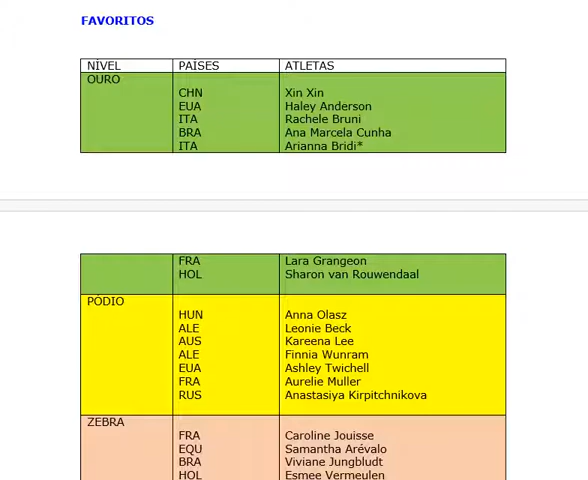 FAVORITOS
NÍVEL PAÍSES ATLETAS
OURO
CHN Xin Xin
EUA Haley Anderson
ITA Rachele Bruni
BRA Ana Marcela Cunha
ITA Arianna Bridi*
FRA Lara Grangeon
HOL Sharon van Rouwendaal
PÓDIO
HUN Anna Olasz
ALE Leonie Beck
AUS Kareena Lee
ALE Finnia Wunram
EUA Ashley Twichell
FRA Aurelie Muller
RUS Anastasiya Kirpitchnikova
ZEBRA
FRA Caroline Jouisse
EQU Samantha Arévalo
BRA Viviane Jungbludt
HOL Esmee Vermeulen